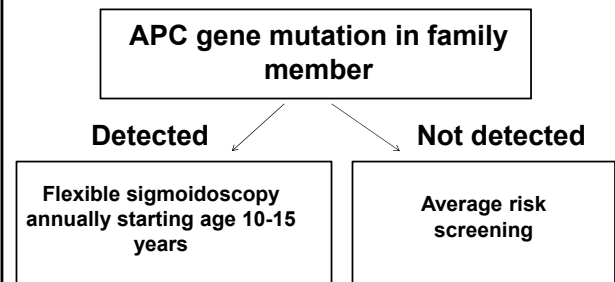 APC gene mutation in family
member
Detected
Not detected
Flexible sigmoidoscopy
annually starting age 10-15
years
Average risk
screening